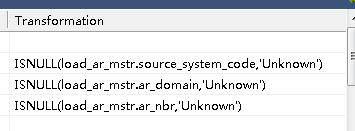 Transformation
ISNULL(load_ar_mstr.source_system_code,'Unknown')
ISNULL(load_ar_mstr.ar_domain,'Unknown')
ISNULL(load_ar_mstr.ar_nbr,'Unknown')